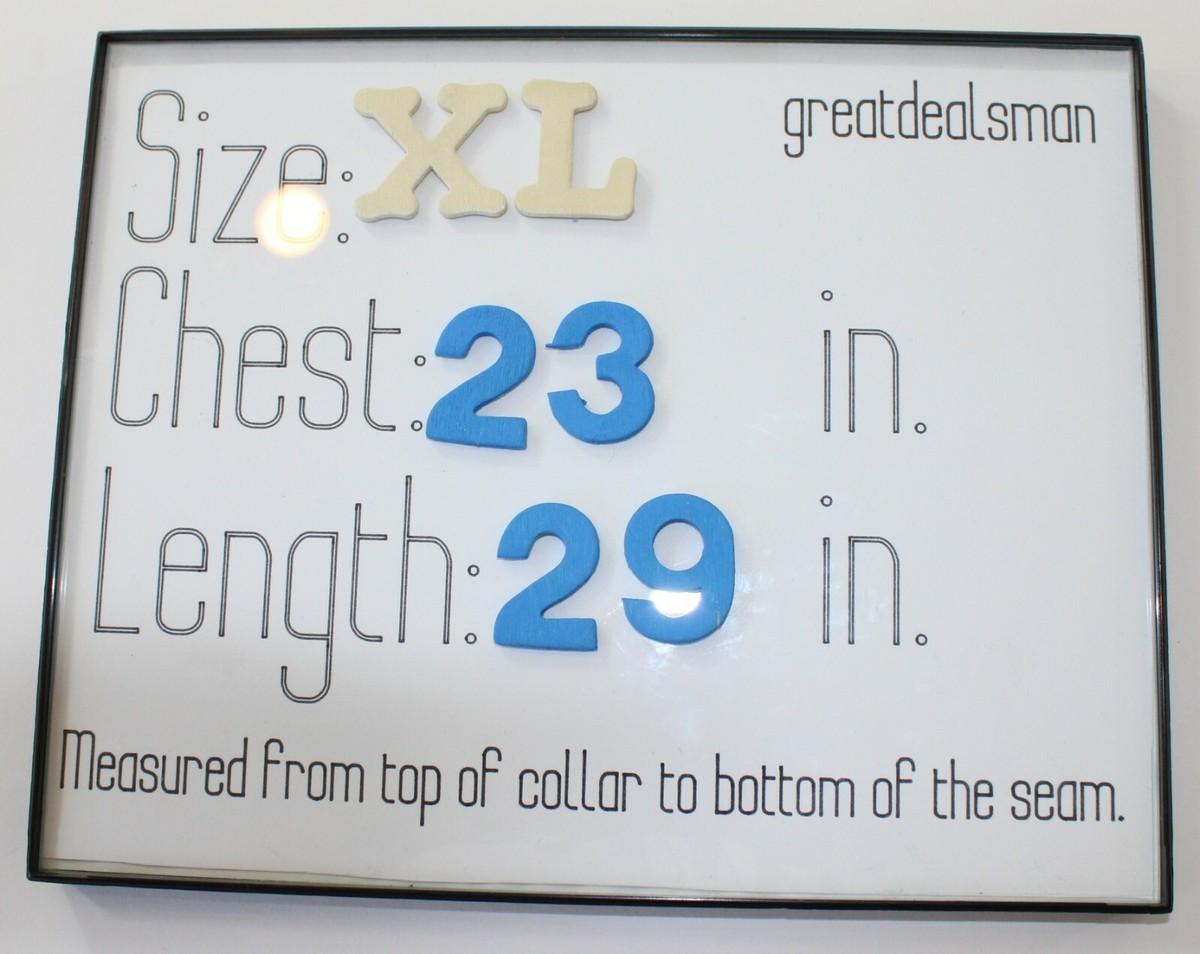 greatdealsman
Size: XL
Chest: 23 in.
Length: 29 in.
Measured from top of collar to bottom of the seam.